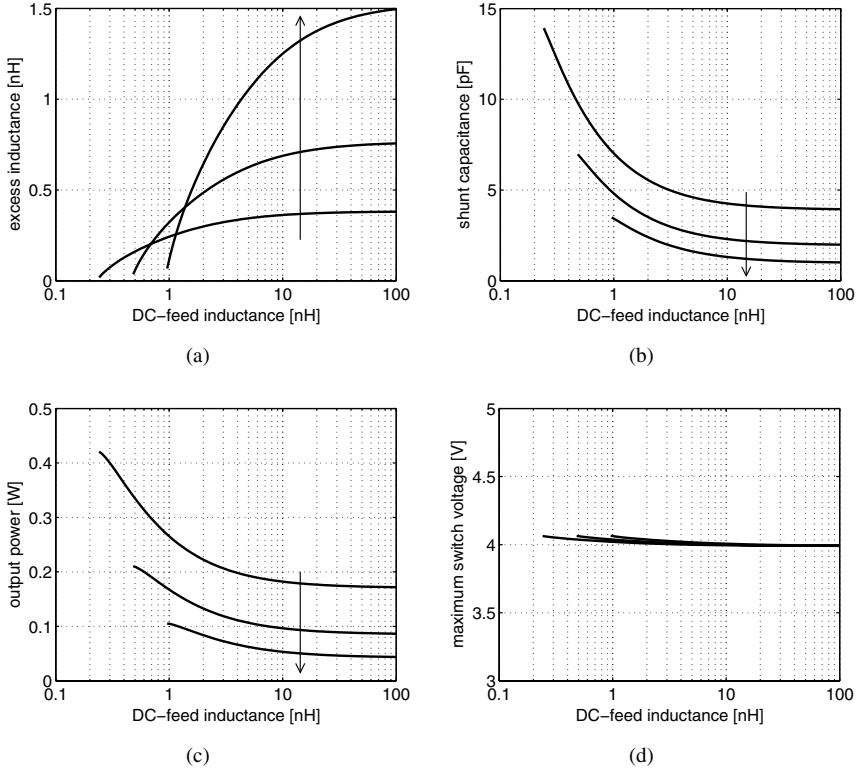 1.5
1
0.5
0
0.1
1
10
100
excess inductance [nH]
DC−feed inductance [nH]
(a)
15
10
5
0
0.1
1
10
100
shunt capacitance [pF]
DC−feed inductance [nH]
(b)
0.5
0.4
0.3
0.2
0.1
0
0.1
1
10
100
output power [W]
DC−feed inductance [nH]
(c)
5
4.5
4
3.5
3
0.1
1
10
100
maximum switch voltage [V]
DC−feed inductance [nH]
(d)